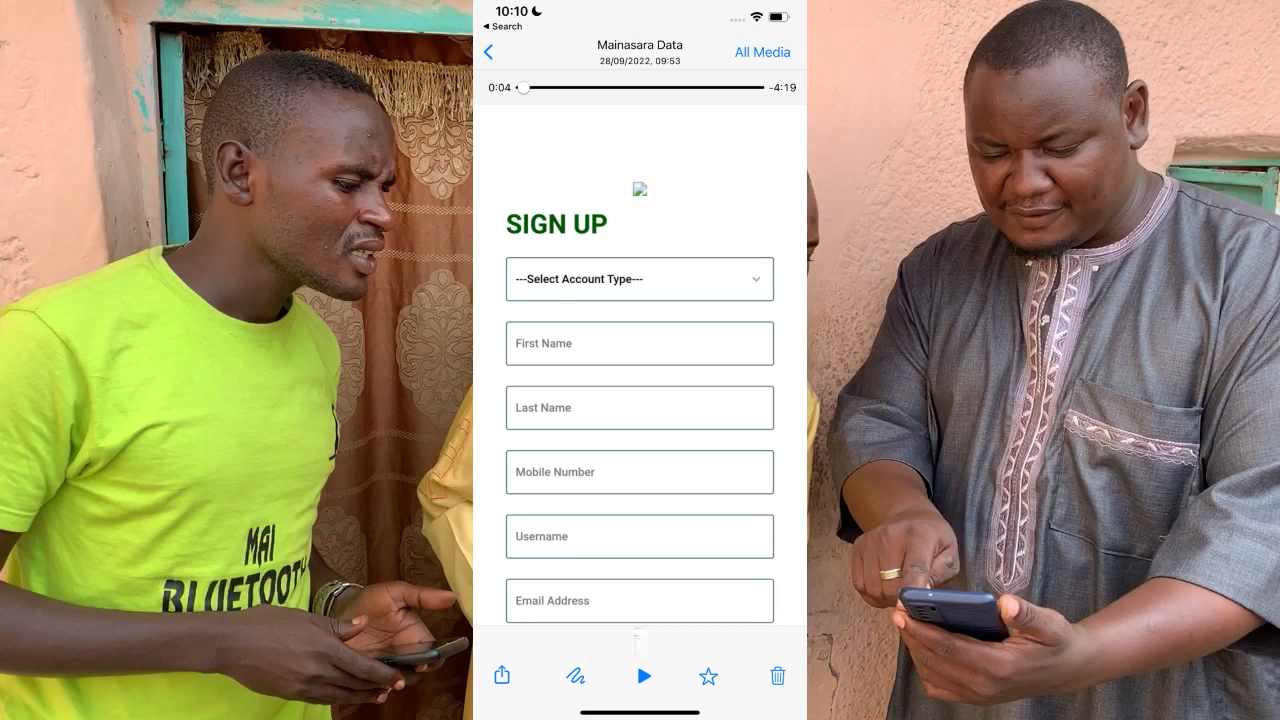 MAI
BLUETOOTH
10:10
Search
Mainasara Data
28/09/2022, 09:53
All Media
0:04
-4:19
SIGN UP
---Select Account Type---
First Name
Last Name
Mobile Number
Username
Email Address